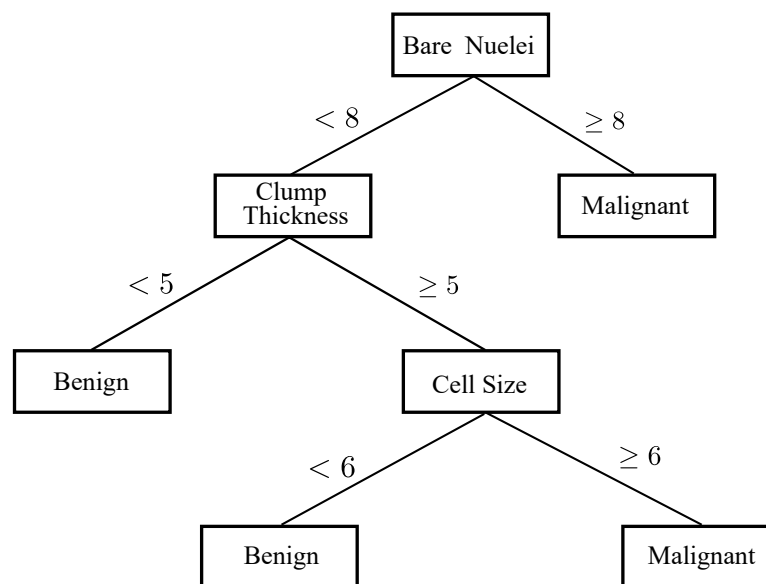 Bare Nuelei
< 8
≥ 8
Clump
Thickness
Malignant
< 5
≥ 5
Benign
Cell Size
< 6
≥ 6
Benign
Malignant